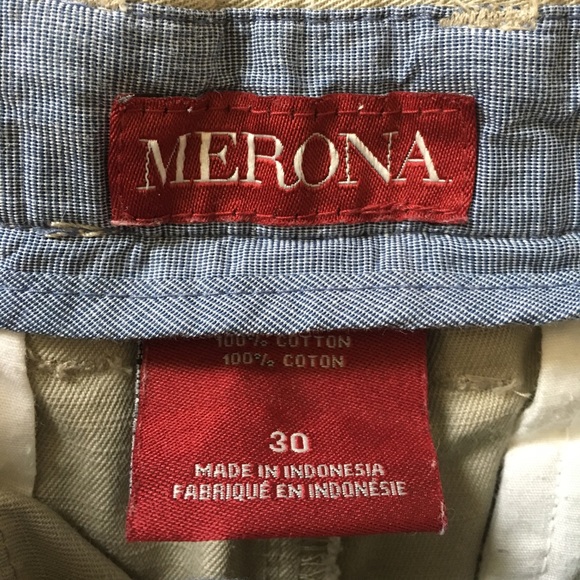 MERONA
100% COTTON
100% COTON
30
MADE IN INDONESIA
FABRIQUÉ EN INDONÉSIE